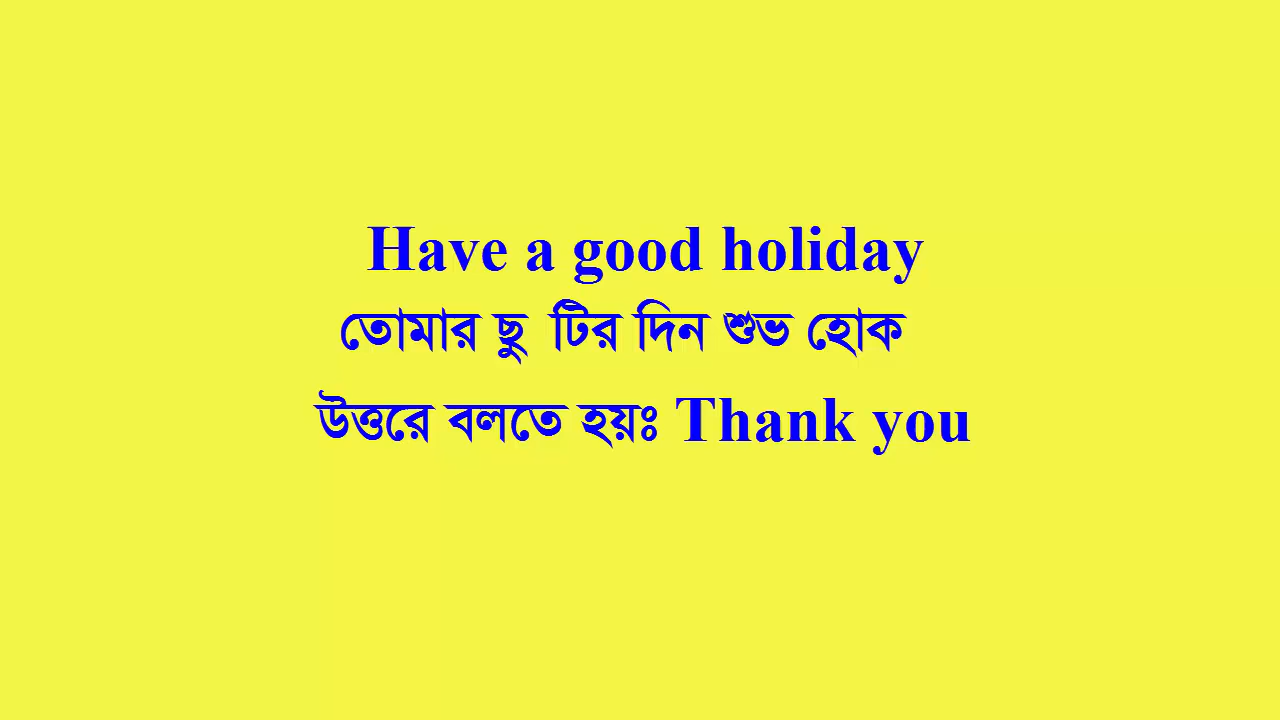 Have a good holiday
তোমার ছু টির দিন শুভ হোক
উত্তরে বলতে হয়ঃ Thank you